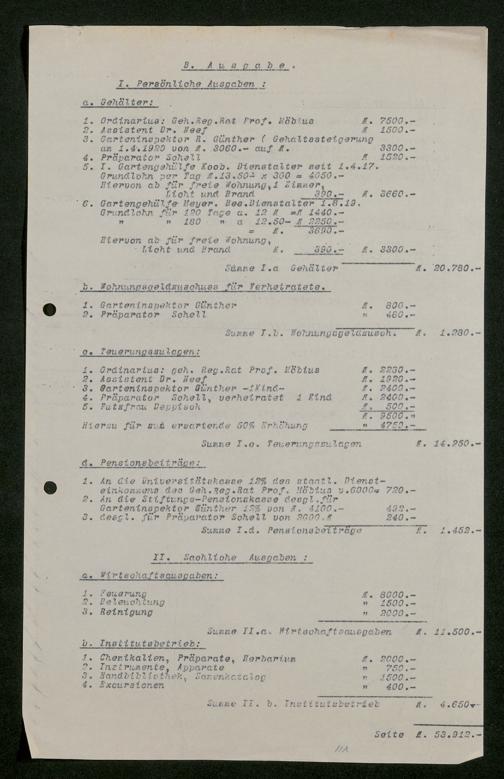 B. Ausgabe.
I. Persönliche Ausgaben :
a. Gehälter:
1. Ordinarius: Geh.Reg.Rat Prof. Möbius M. 7500.-
2. Assistent Dr. Neef M 1500.-
3. Garteninspektor R. Günther ( Gehaltssteigerung
am 1.4.1920 von M. 3060.- auf M. 3300.-
4. Präparator Schell M 1520.-
5. I. Gartengehilfe Koob. Dienstalter seit 1.4.17.
Grundlohn per Tag M.13.50 x 300 = 4050.-
Hiervon ab für freie Wohnung, 1 Zimmer,
Licht und Brand 390.- M. 3660.-
6. Gartengehilfe Meyer. Bes.Dienstalter 1.8.19.
Grundlohn für 120 Tage a. 12 M =M 1440.-
" " 180 " a 12.50- M 2250.-
= M. 3690.-
Hiervon ab für freie Wohnung,
Licht und Brand M. 390.- M. 3300.-
Summe I.a Gehälter M. 20.780.-
b. Wohnungsgeldzuschuss für Verheiratete.
1. Garteninspektor Günther M. 800.-
2. Präparator Schell " 480.-
Summe I.b. Wohnungsgeldzusch. M. 1.280.-
c. Teuerungszulagen:
1. Ordinarius: geh. Reg.Rat Prof. Möbius M. 2230.-
2. Assistent Dr. Neef M. 1920.-
3. Garteninspektor Günther -1Kind- M. 2400.-
4. Präparator Schell, verheiratet 1 Kind M. 2400.-
5. Putzfrau Deppisch M. 500.-
M. 9500.-
Hierzu für zu erwartende 50% Erhöhung " 4750.-
Summe I.c. Teuerungszulagen M. 14.250.-
d. Pensionsbeiträge:
1. An die Universitätskasse 12% des staatl. Dienst-
einkommens des Geh.Reg.Rat Prof. Möbius v.6000M 720.-
2. An die Stiftungs-Pensionskasse desgl.für
Garteninspektor Günther 12% von M. 4100.- 492.-
3. desgl. für Präparator Schell von 2000.M 240.-
Summe I.d. Pensionsbeiträge M. 1.452.-
II. Sachliche Ausgaben :
a. Wirtschaftsausgaben:
1. Feuerung M. 8000.-
2. Beleuchtung " 1500.-
3. Reinigung " 2000.-
Summe II.a. Wirtschaftsausgaben M. 11.500.-
b. Institutsbetrieb:
1. Chemikalien, Präparate, Herbarium M. 2000.-
2. Instrumente, Apparate " 750.-
3. Handbibliothek, Samenkatalog " 1500.-
4. Excursionen " 400.-
Summe II. b. Institutsbetrieb M. 4.650.-
Seite M. 53.912.-